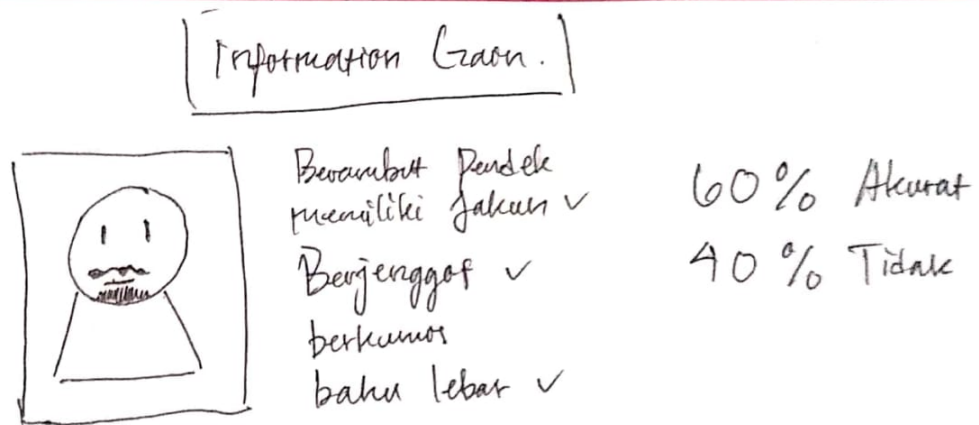 Information Gaon.
Berambut Pendek
memiliki Jakun ✓
Berjenggot ✓
berkumis
bahu lebar ✓
60% Akurat
40% Tidak